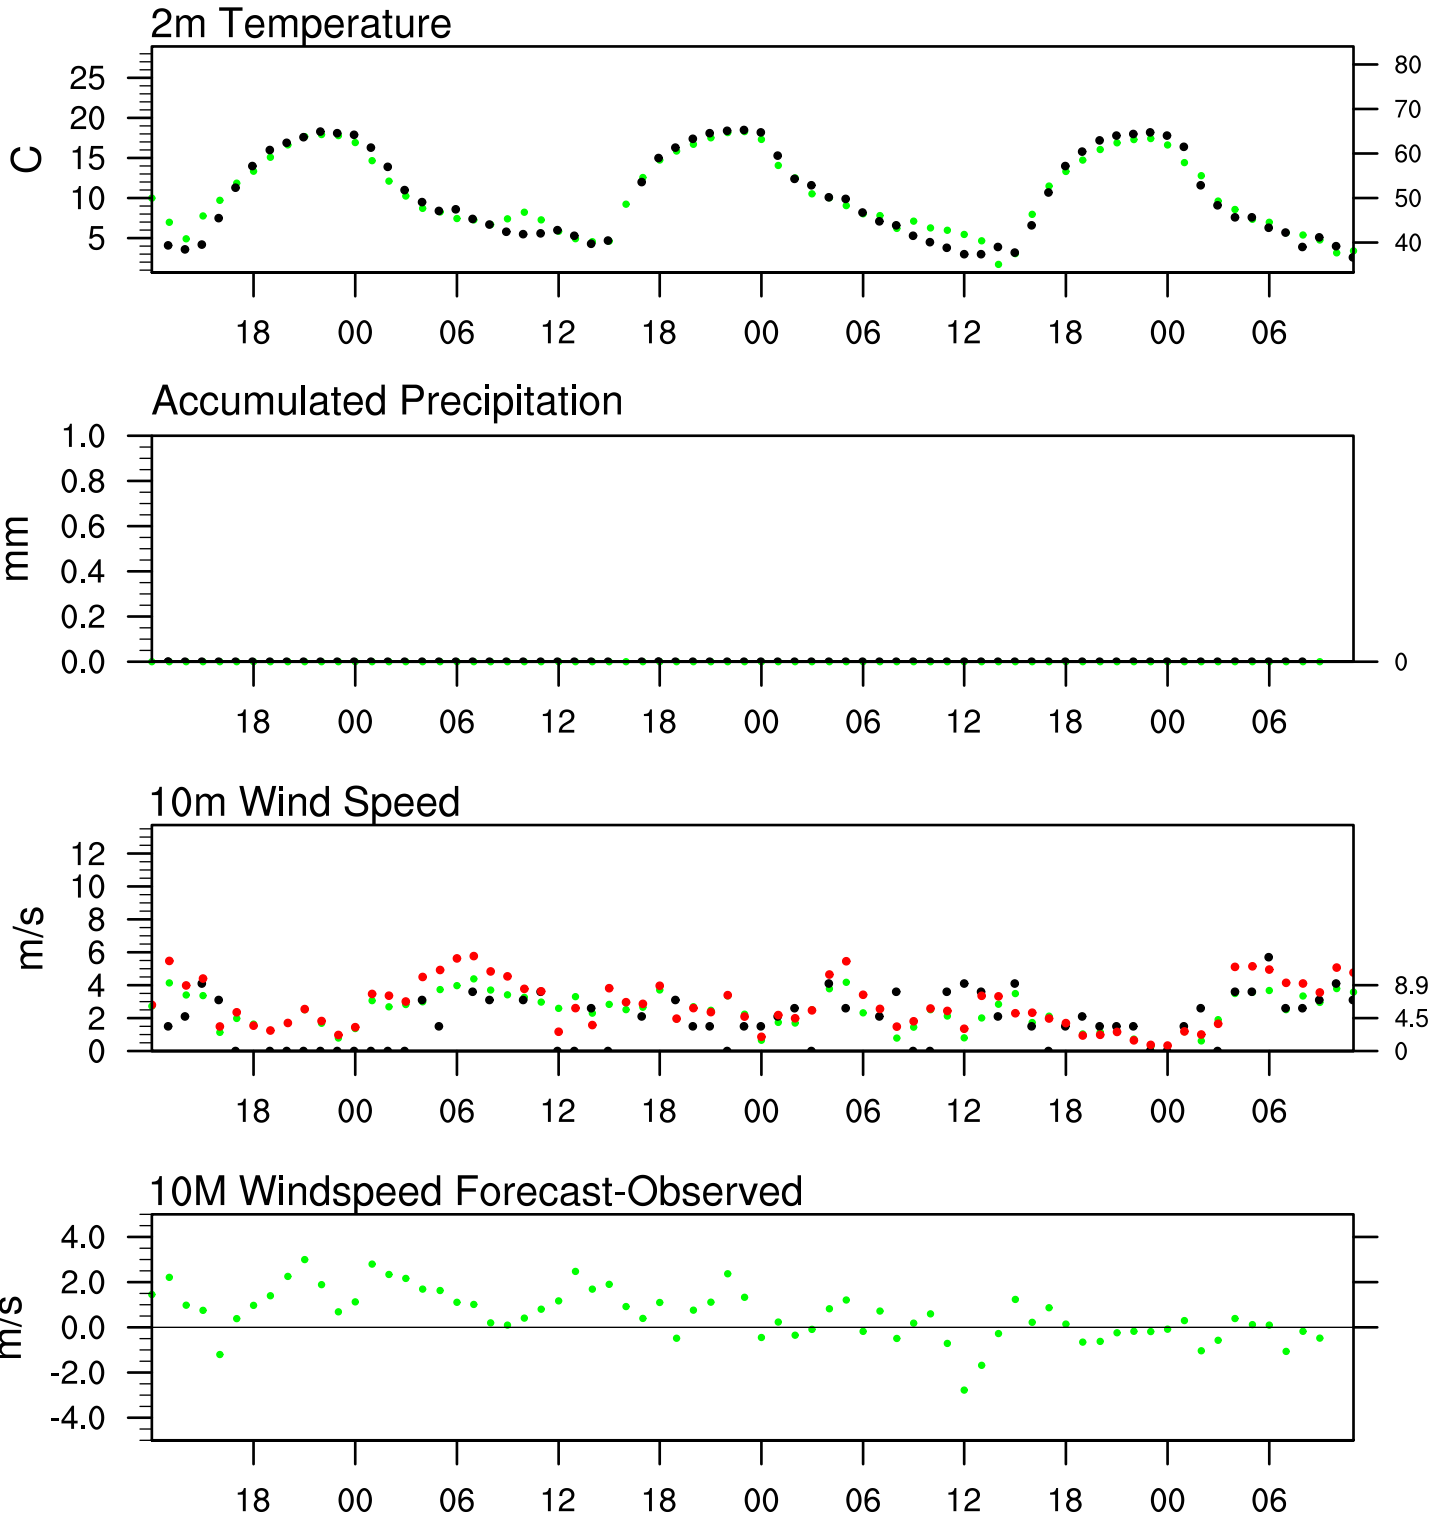 2m Temperature
25
20
15
10
5
C
80
70
60
50
40
18 00 06 12 18 00 06 12 18 00 06
Accumulated Precipitation
1.0
0.8
0.6
0.4
0.2
0.0
mm
0
18 00 06 12 18 00 06 12 18 00 06
10m Wind Speed
12
10
8
6
4
2
0
m/s
8.9
4.5
0
18 00 06 12 18 00 06 12 18 00 06
10M Windspeed Forecast-Observed
4.0
2.0
0.0
-2.0
-4.0
m/s
18 00 06 12 18 00 06 12 18 00 06